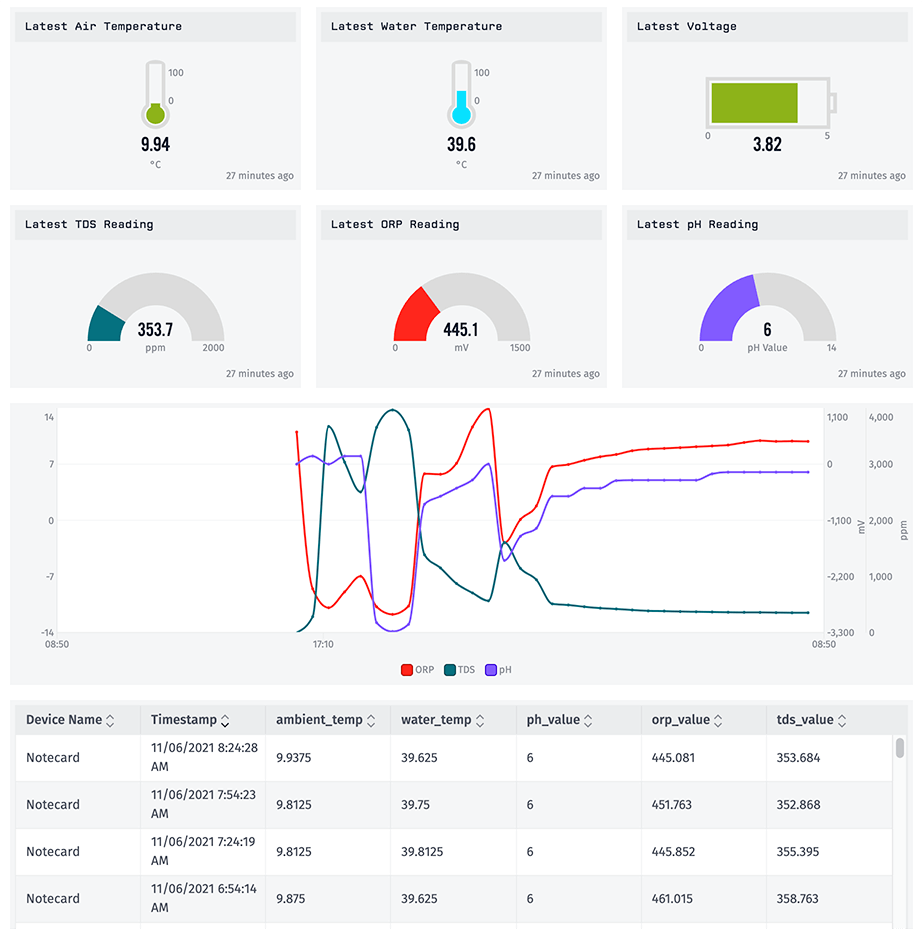 Latest Air Temperature
100
0
9.94
°C
27 minutes ago
Latest Water Temperature
100
0
39.6
°C
27 minutes ago
Latest Voltage
0
5
3.82
27 minutes ago
Latest TDS Reading
353.7
0
ppm
2000
27 minutes ago
Latest ORP Reading
445.1
0
mV
1500
27 minutes ago
Latest pH Reading
6
0
pH Value
14
27 minutes ago
14
7
0
-7
-14
1,100
0
-1,100
-2,200
-3,300
mV
4,000
3,000
2,000
1,000
0
ppm
08:50
17:10
08:50
ORP TDS pH
Device Name Timestamp ambient_temp water_temp ph_value orp_value tds_value
Notecard 11/06/2021 8:24:28 AM 9.9375 39.625 6 445.081 353.684
Notecard 11/06/2021 7:54:23 AM 9.8125 39.75 6 451.763 352.868
Notecard 11/06/2021 7:24:19 AM 9.8125 39.8125 6 445.852 355.395
Notecard 11/06/2021 6:54:14 AM 9.875 39.625 6 461.015 358.763